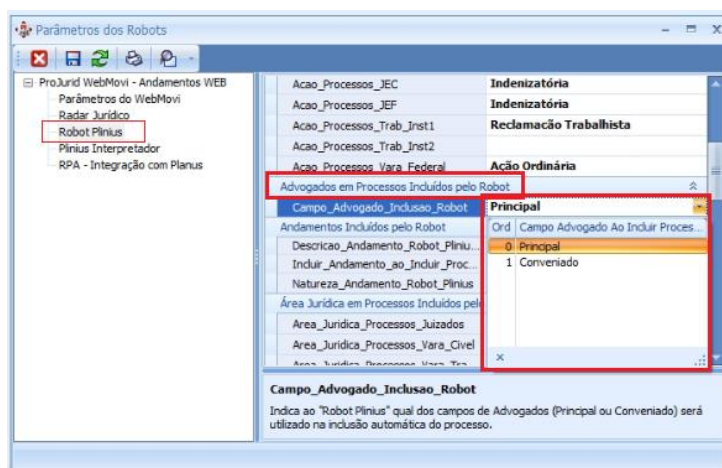 Parâmetros dos Robots
ProJurid WebMovi - Andamentos WEB
Parâmetros do WebMovi
Radar Jurídico
Robot Plinius
Plinius Interpretador
RPA - Integração com Planus
Acao_Processos_JEC Indenizatória
Acao_Processos_JEF Indenizatória
Acao_Processos_Trab_Inst1 Reclamacão Trabalhista
Acao_Processos_Trab_Inst2
Acao_Processos_Vara_Federal Ação Ordinária
Advogados em Processos Incluídos pelo Robot
Campo_Advogado_Inclusao_Robot Principal
Andamentos Incluídos pelo Robot
Ord Campo Advogado Ao Incluir Proces...
Descricao_Andamento_Robot_Pliniu...
0 Principal
Incluir_Andamento_ao_Incluir_Proc...
1 Conveniado
Natureza_Andamento_Robot_Plinius
Área Jurídica em Processos Incluídos pel
Area_Juridica_Processos_Juizados
Area_Juridica_Processos_Vara_Civel
Area_Juridica_Processos_Vara_Tra
Campo_Advogado_Inclusao_Robot
Indica ao "Robot Plinius" qual dos campos de Advogados (Principal ou Conveniado) será
utilizado na inclusão automática do processo.